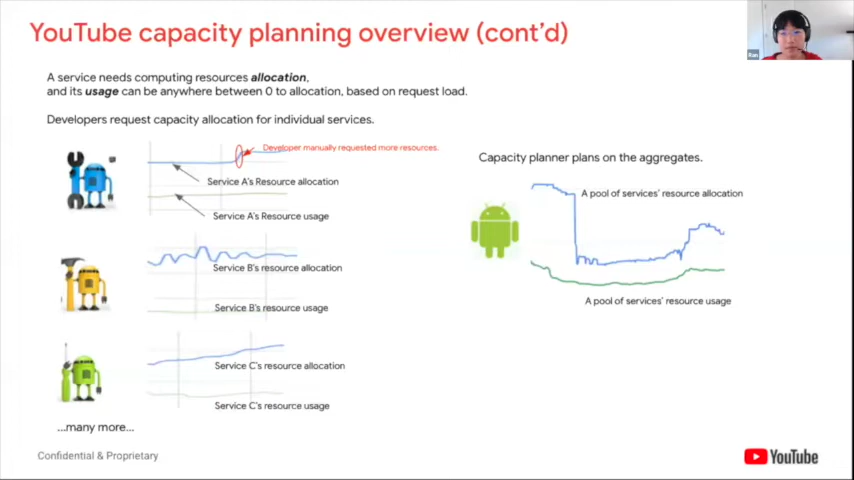 YouTube capacity planning overview (cont'd)
A service needs computing resources allocation,
and its usage can be anywhere between 0 to allocation, based on request load.
Developers request capacity allocation for individual services.
Developer manually requested more resources.
Service A's Resource allocation
Service A's Resource usage
Service B's resource allocation
Service B's resource usage
Service C's resource allocation
Service C's resource usage
...many more...
Capacity planner plans on the aggregates.
A pool of services' resource allocation
A pool of services' resource usage
Confidential & Proprietary
YouTube